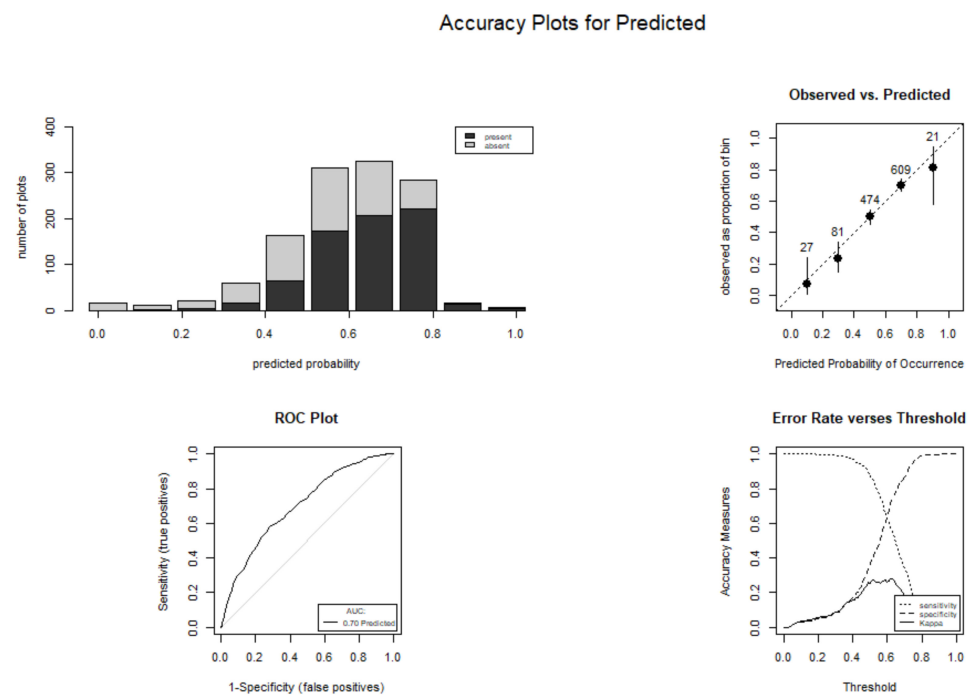 Accuracy Plots for Predicted
number of plots
400
300
200
100
0
present
absent
0.0 0.2 0.4 0.6 0.8 1.0
predicted probability
Observed vs. Predicted
observed as proportion of bin
1.0
0.8
0.6
0.4
0.2
0.0
27
81
474
609
21
0.0 0.2 0.4 0.6 0.8 1.0
Predicted Probability of Occurrence
ROC Plot
Sensitivity (true positives)
1.0
0.8
0.6
0.4
0.2
0.0
AUC:
0.70 Predicted
0.0 0.2 0.4 0.6 0.8 1.0
1-Specificity (false positives)
Error Rate verses Threshold
Accuracy Measures
1.0
0.8
0.6
0.4
0.2
0.0
sensitivity
specificity
Kappa
0.0 0.2 0.4 0.6 0.8 1.0
Threshold